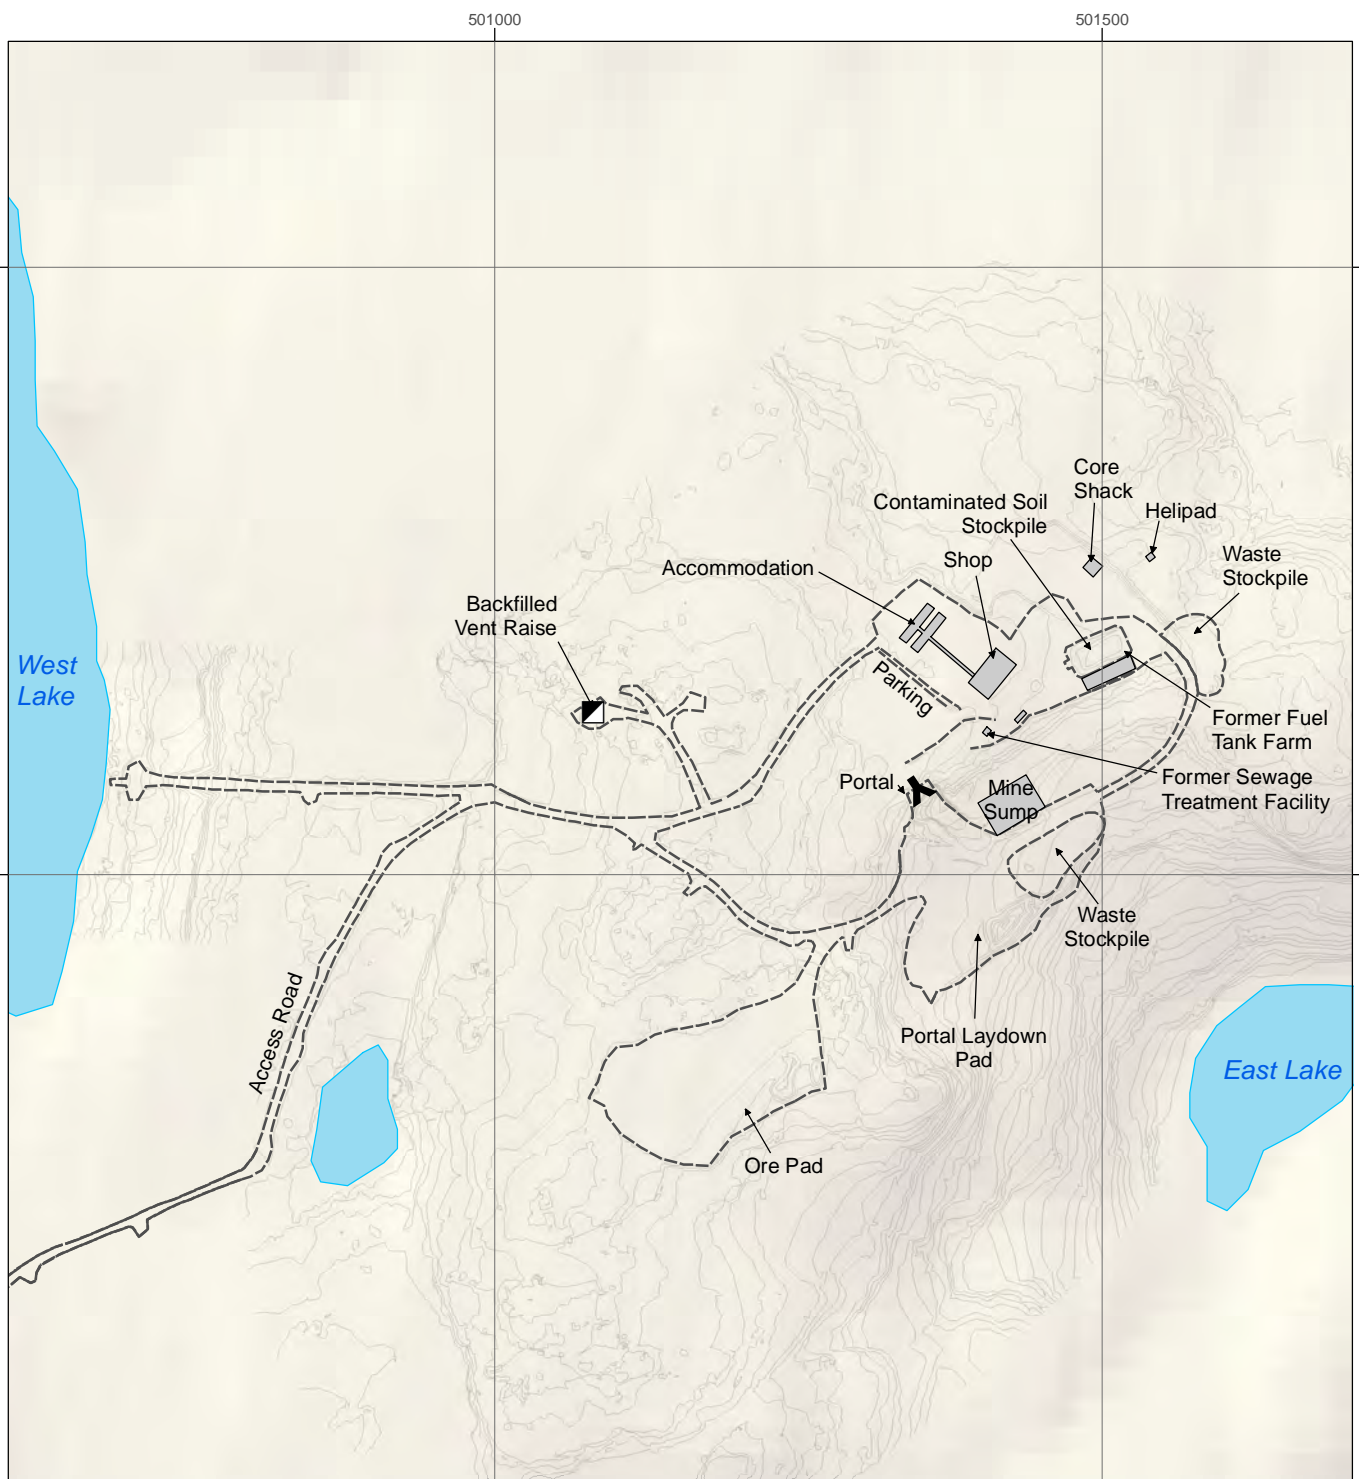 501000
501500
Core
Shack
Contaminated Soil
Stockpile
Helipad
Waste
Stockpile
Shop
Accommodation
Backfilled
Vent Raise
West
Lake
Parking
Former Fuel
Tank Farm
Former Sewage
Treatment Facility
Portal
Mine
Sump
Waste
Stockpile
Access Road
Portal Laydown
Pad
East Lake
Ore Pad